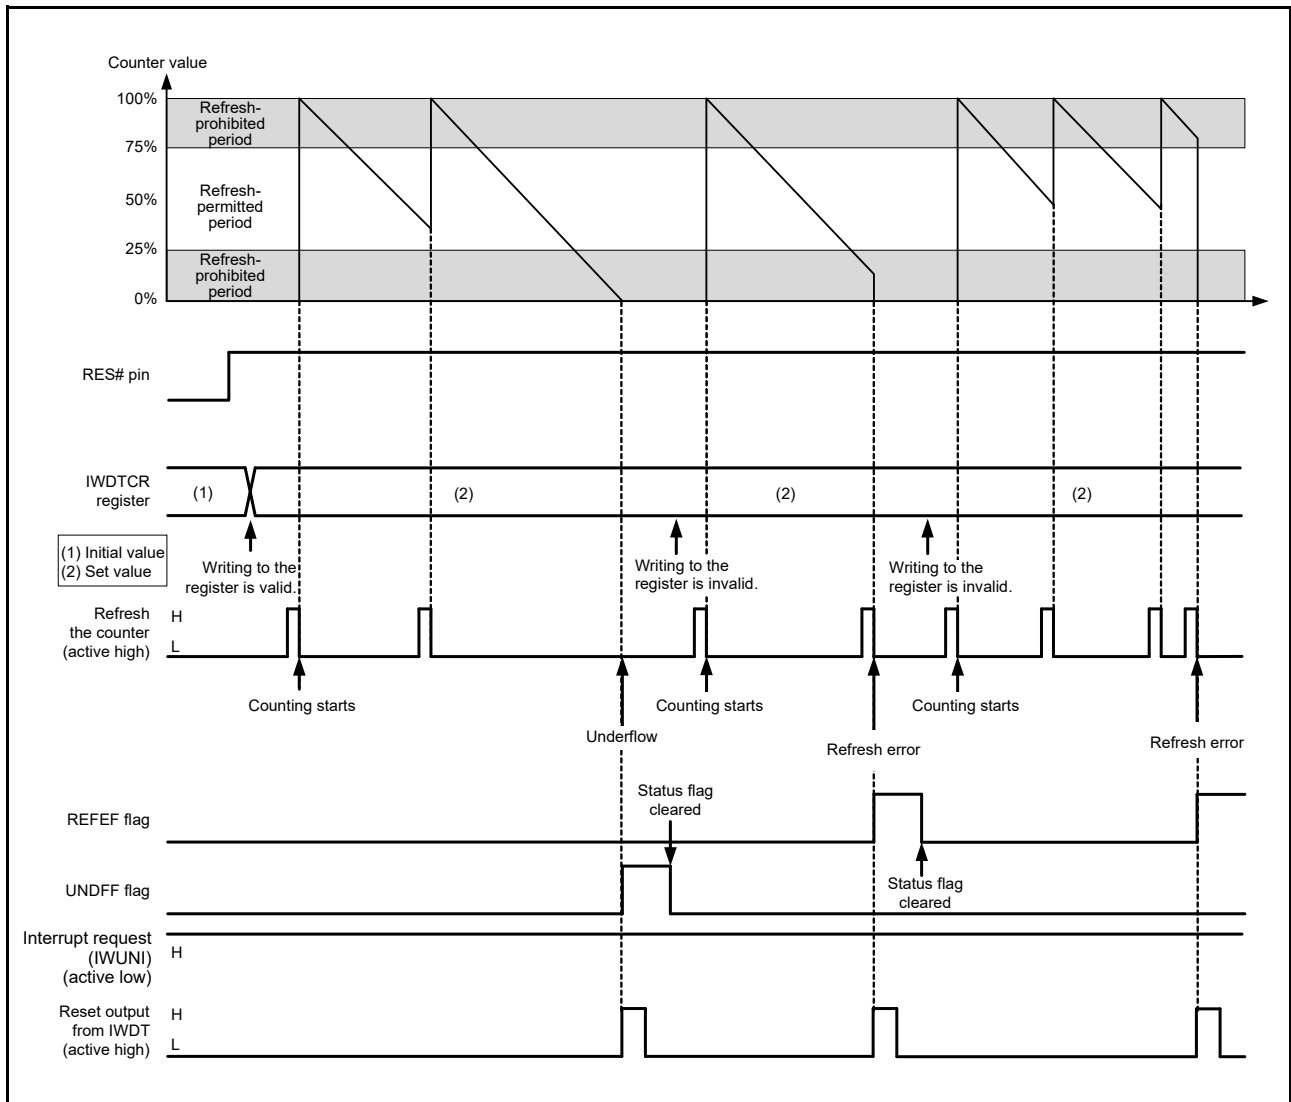 Counter value
100%
Refresh-
prohibited
period
75%
Refresh-
permitted
period
50%
25%
Refresh-
prohibited
period
0%
RES# pin
IWDTCR
register
(1)
(2)
(2)
(2)
(1) Initial value
(2) Set value
Writing to the
register is valid.
Writing to the
register is invalid.
Writing to the
register is invalid.
Refresh
the counter
(active high)
H
L
Counting starts
Counting starts
Counting starts
Underflow
Refresh error
Refresh error
Status flag
cleared
REFEF flag
Status flag
cleared
UNDFF flag
Interrupt request
(IWUNI)
(active low)
H
Reset output
from IWDT
(active high)
H
L